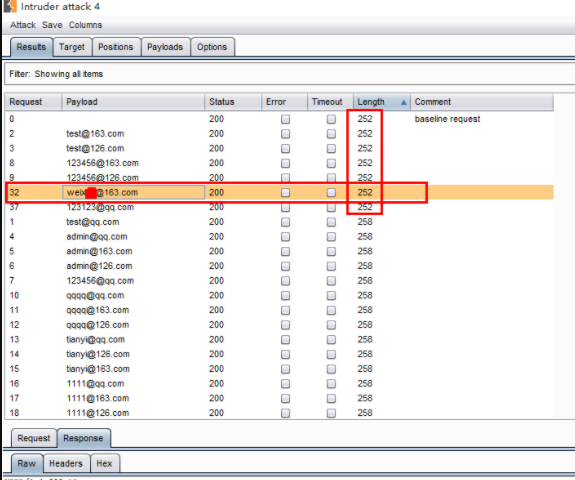 Intruder attack 4
Attack Save Columns
Results Target Positions Payloads Options
Filter: Showing all items
Request Payload Status Error Timeout Length Comment
0 200 252 baseline request
2 test@163.com 200 252
3 test@126.com 200 252
8 123456@163.com 200 252
9 123456@126.com 200 252
32 @163.com 200 252
37 123123@qq.com 200 252
1 test@qq.com 200 258
4 admin@qq.com 200 258
5 admin@163.com 200 258
6 admin@126.com 200 258
7 123456@qq.com 200 258
10 qqqq@qq.com 200 258
11 qqqq@163.com 200 258
12 qqqq@126.com 200 258
13 tianyi@qq.com 200 258
14 tianyi@126.com 200 258
15 tianyi@163.com 200 258
16 1111@qq.com 200 258
17 1111@163.com 200 258
18 1111@126.com 200 258
Request Response
Raw Headers Hex